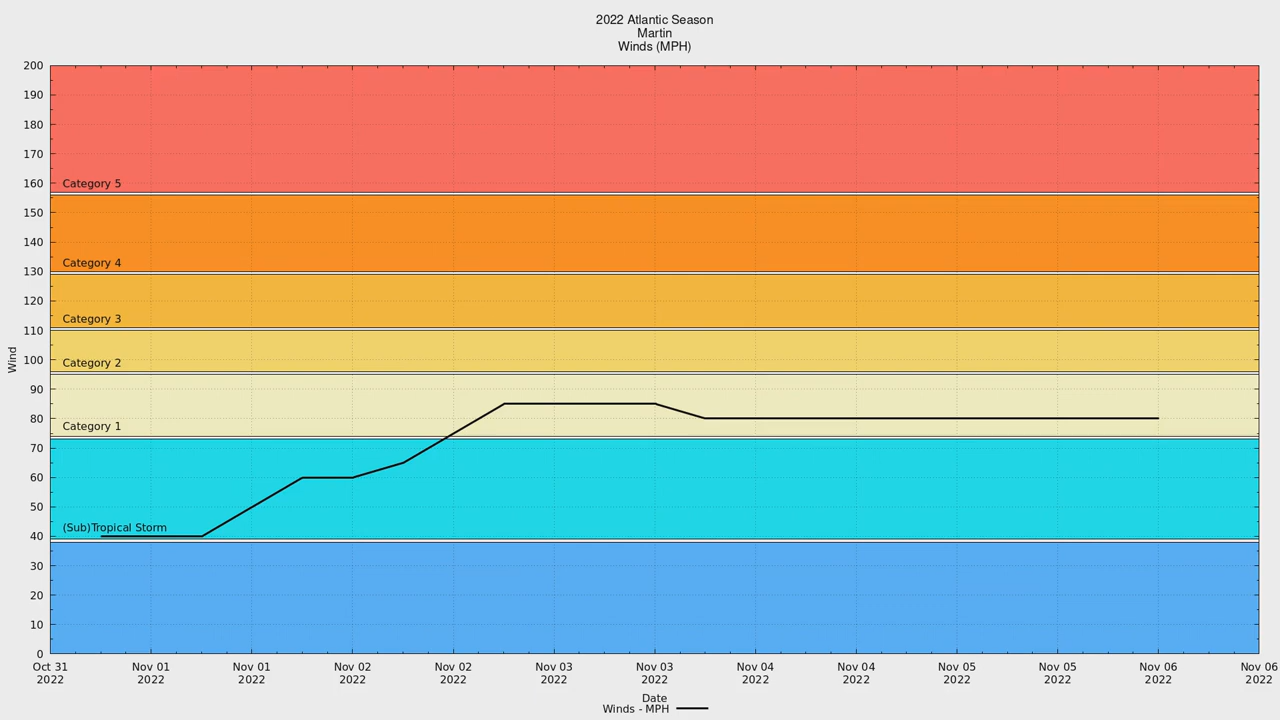 2022 Atlantic Season
Martin
Winds (MPH)
200
190
180
170
160
Category 5
150
140
130
Category 4
120
Category 3
110
Wind
100
Category 2
90
80
Category 1
70
60
50
(Sub)Tropical Storm
40
30
20
10
0
Oct 31 Nov 01 Nov 01 Nov 02 Nov 02 Nov 03 Nov 03 Nov 04 Nov 04 Nov 05 Nov 05 Nov 06 Nov 06
2022 2022 2022 2022 2022 2022 2022 2022 2022 2022 2022 2022 2022
Date
Winds - MPH